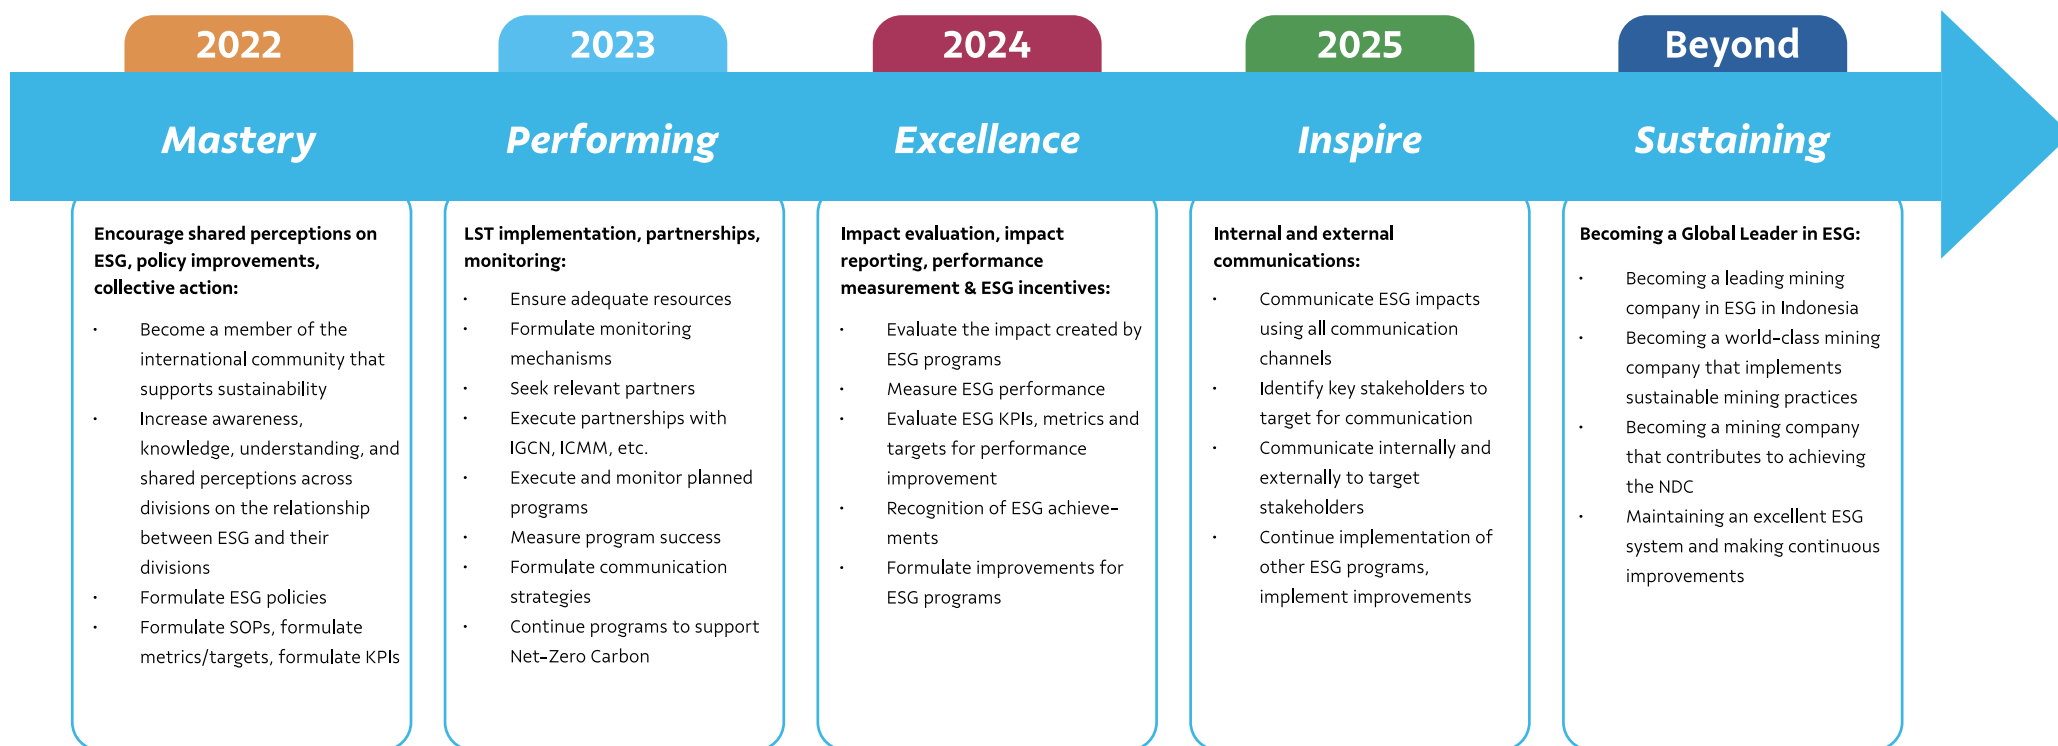 2022
Mastery
Encourage shared perceptions on
ESG, policy improvements,
collective action:
• Become a member of the
international community that
supports sustainability
• Increase awareness,
knowledge, understanding, and
shared perceptions across
divisions on the relationship
between ESG and their
divisions
• Formulate ESG policies
• Formulate SOPs, formulate
metrics/targets, formulate KPIs
2023
Performing
LST implementation, partnerships,
monitoring:
• Ensure adequate resources
• Formulate monitoring
mechanisms
• Seek relevant partners
• Execute partnerships with
IGCN, ICMM, etc.
• Execute and monitor planned
programs
• Measure program success
• Formulate communication
strategies
• Continue programs to support
Net-Zero Carbon
2024
Excellence
Impact evaluation, impact
reporting, performance
measurement & ESG incentives:
• Evaluate the impact created by
ESG programs
• Measure ESG performance
• Evaluate ESG KPIs, metrics and
targets for performance
improvement
• Recognition of ESG achieve-
ments
• Formulate improvements for
ESG programs
2025
Inspire
Internal and external
communications:
• Communicate ESG impacts
using all communication
channels
• Identify key stakeholders to
target for communication
• Communicate internally and
externally to target
stakeholders
• Continue implementation of
other ESG programs,
implement improvements
Beyond
Sustaining
Becoming a Global Leader in ESG:
• Becoming a leading mining
company in ESG in Indonesia
• Becoming a world-class mining
company that implements
sustainable mining practices
• Becoming a mining company
that contributes to achieving
the NDC
• Maintaining an excellent ESG
system and making continuous
improvements